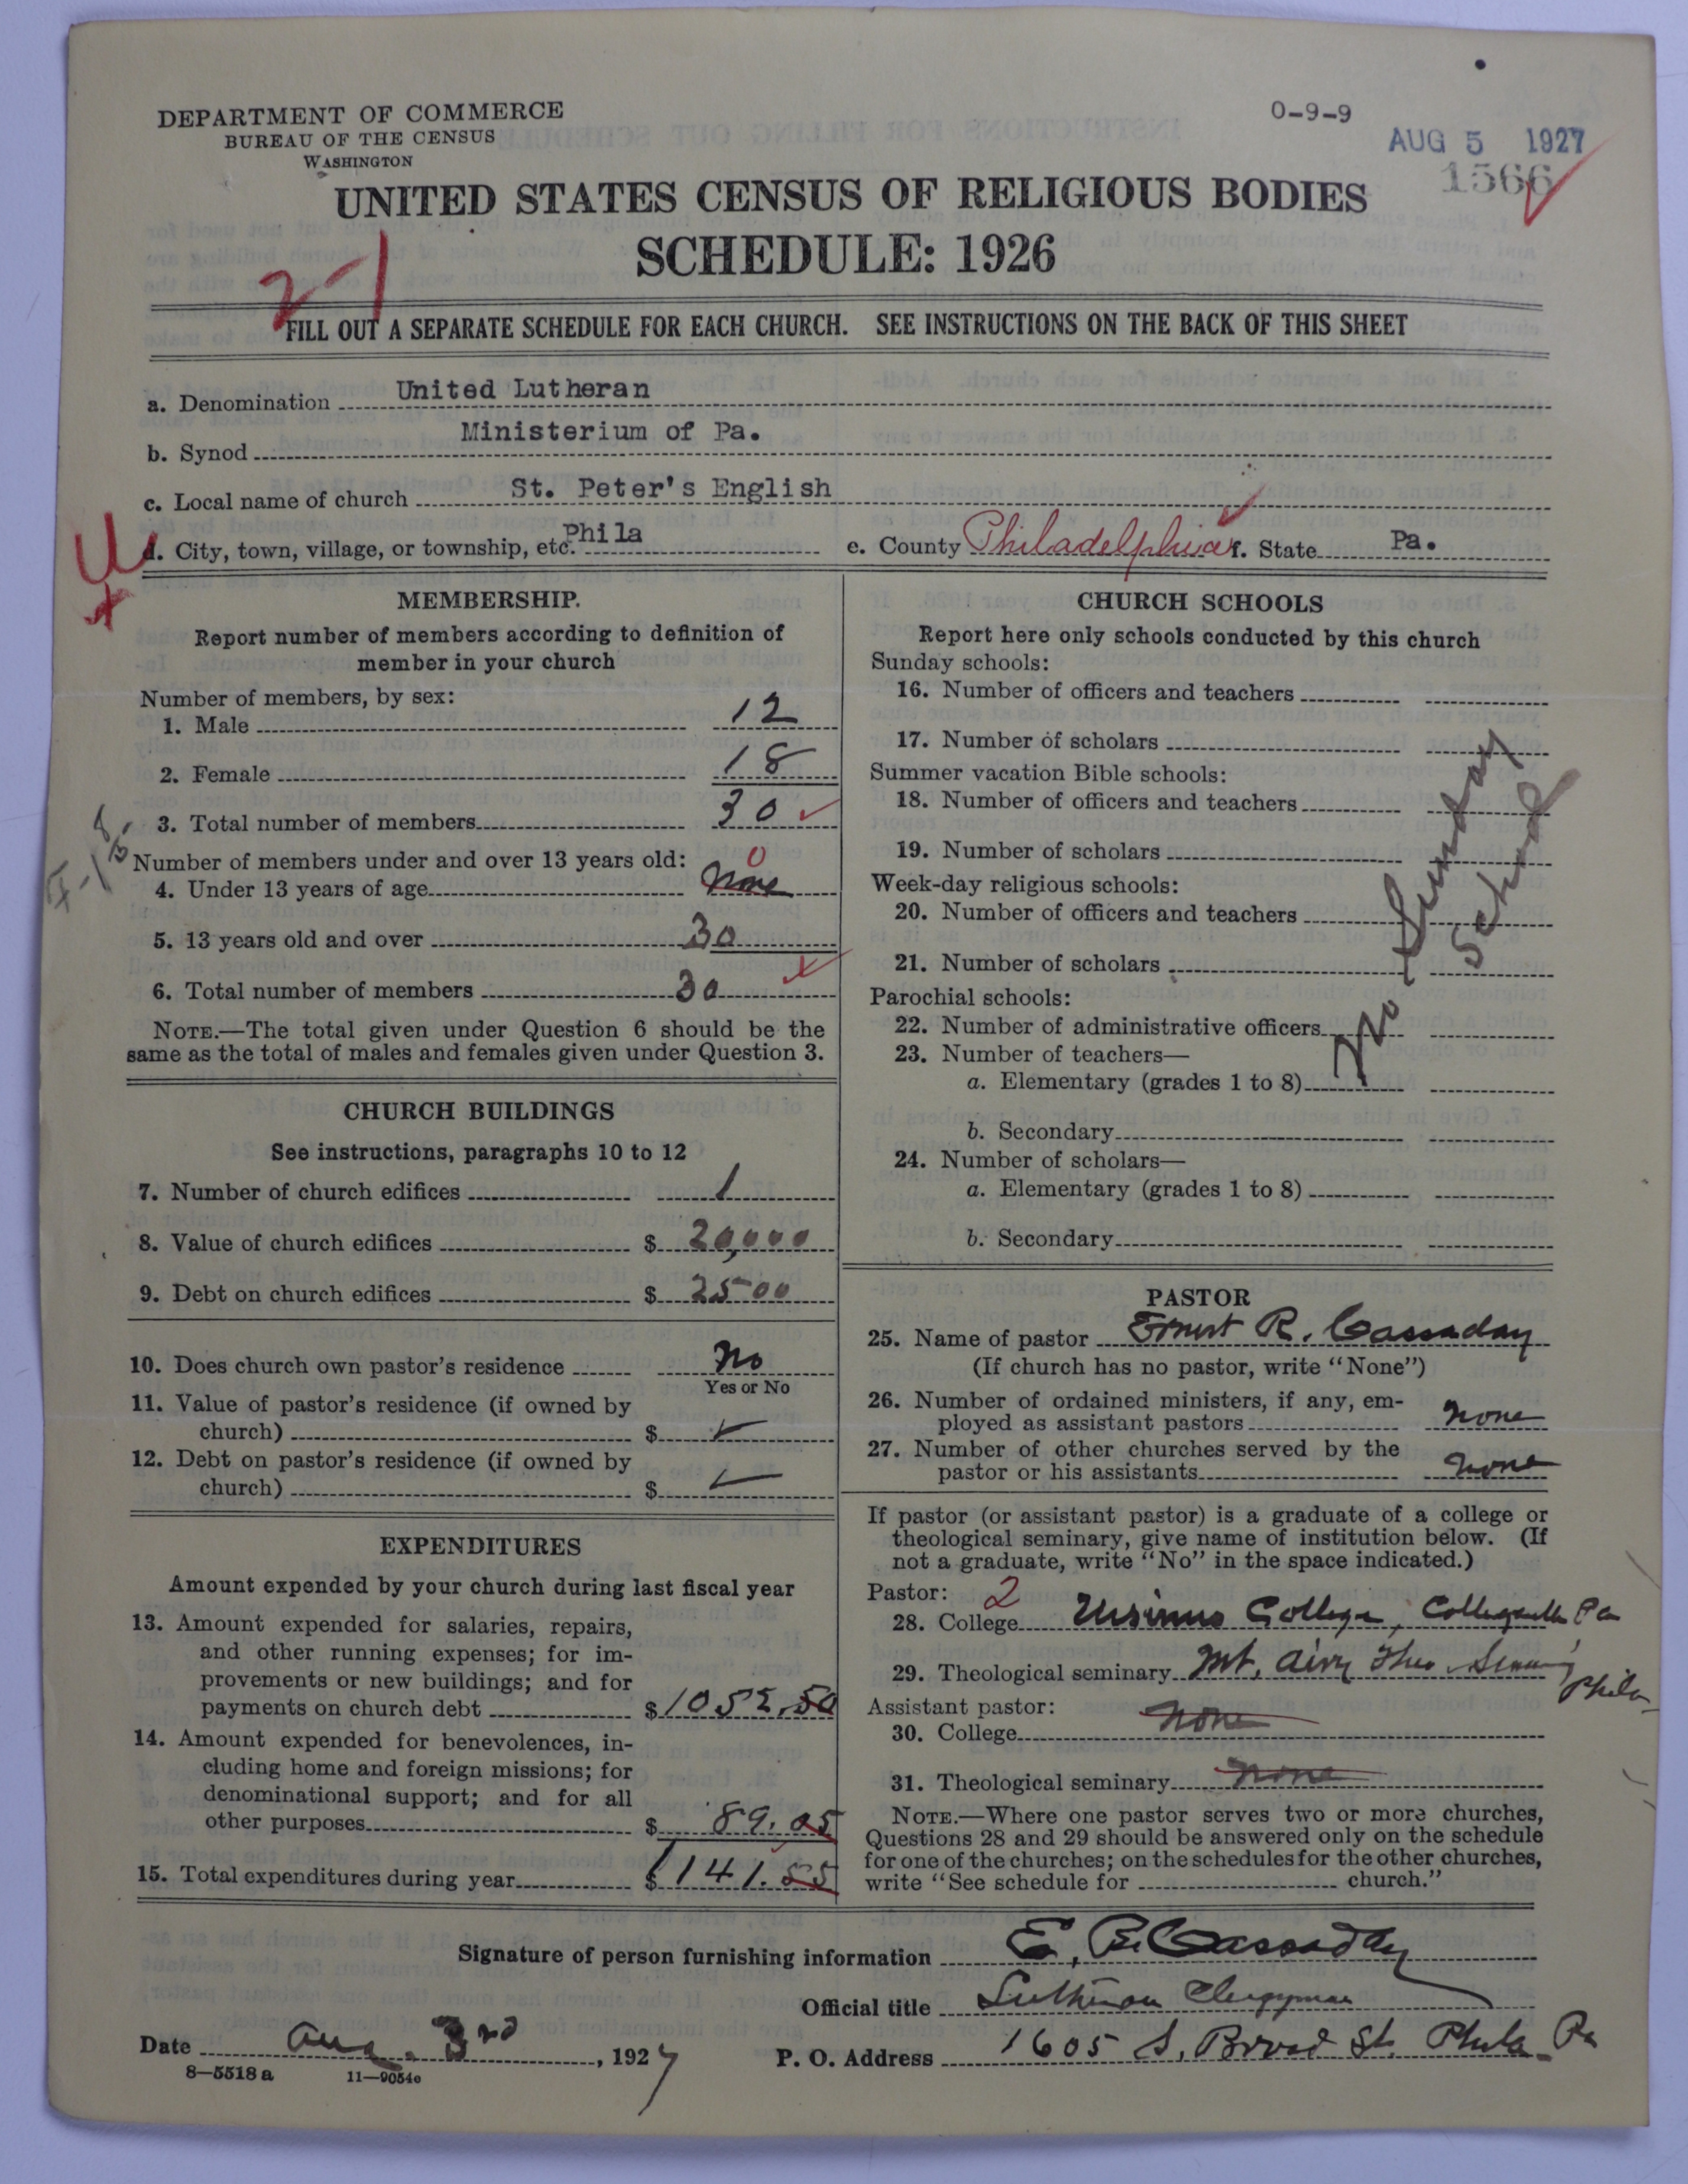 DEPARTMENT OF COMMERCE
BUREAU OF THE CENSUS
WASHINGTON
0-9-9
AUG 5 1927
1566
UNITED STATES CENSUS OF RELIGIOUS BODIES
SCHEDULE: 1926
2-1
FILL OUT A SEPARATE SCHEDULE FOR EACH CHURCH. SEE INSTRUCTIONS ON THE BACK OF THIS SHEET
a. Denomination United Lutheran
b. Synod Ministerium of Pa.
c. Local name of church St. Peter's English
d. City, town, village, or township, etc. Phila e. County Philadelphia f. State Pa.
MEMBERSHIP.
Report number of members according to definition of
member in your church
Number of members, by sex:
1. Male 12
2. Female 18
3. Total number of members 30
Number of members under and over 13 years old:
0
4. Under 13 years of age None
5. 13 years old and over 30
6. Total number of members 30
NOTE.—The total given under Question 6 should be the
same as the total of males and females given under Question 3.
CHURCH BUILDINGS
See instructions, paragraphs 10 to 12
7. Number of church edifices 1
8. Value of church edifices $ 20,000
9. Debt on church edifices $ 2500
10. Does church own pastor's residence No
Yes or No
11. Value of pastor's residence (if owned by
church) $
12. Debt on pastor's residence (if owned by
church) $
EXPENDITURES
Amount expended by your church during last fiscal year
13. Amount expended for salaries, repairs,
and other running expenses; for im-
provements or new buildings; and for
payments on church debt $ 1052.50
14. Amount expended for benevolences, in-
cluding home and foreign missions; for
denominational support; and for all
other purposes $ 89.05
15. Total expenditures during year $ 1141.55
CHURCH SCHOOLS
Report here only schools conducted by this church
Sunday schools:
16. Number of officers and teachers
17. Number of scholars
Summer vacation Bible schools:
18. Number of officers and teachers
19. Number of scholars
Week-day religious schools:
20. Number of officers and teachers
21. Number of scholars
Parochial schools:
22. Number of administrative officers
23. Number of teachers—
a. Elementary (grades 1 to 8)
b. Secondary
24. Number of scholars—
a. Elementary (grades 1 to 8)
b. Secondary
No Sunday
School
PASTOR
25. Name of pastor Ernest R. Cassaday
(If church has no pastor, write "None")
26. Number of ordained ministers, if any, em-
ployed as assistant pastors none
27. Number of other churches served by the
pastor or his assistants none
If pastor (or assistant pastor) is a graduate of a college or
theological seminary, give name of institution below. (If
not a graduate, write "No" in the space indicated.)
Pastor: 2
28. College Ursinus College, Collegeville Pa
29. Theological seminary Mt. Airy Theo Seminary, Phila
Assistant pastor:
30. College none
31. Theological seminary none
NOTE.—Where one pastor serves two or more churches,
Questions 28 and 29 should be answered only on the schedule
for one of the churches; on the schedules for the other churches,
write "See schedule for church."
Signature of person furnishing information E. R. Cassaday
Official title Lutheran Clergyman
Date Aug. 3rd, 1927 P. O. Address 1605 S. Broad St. Phila. Pa
8—5518 a 11—9054e